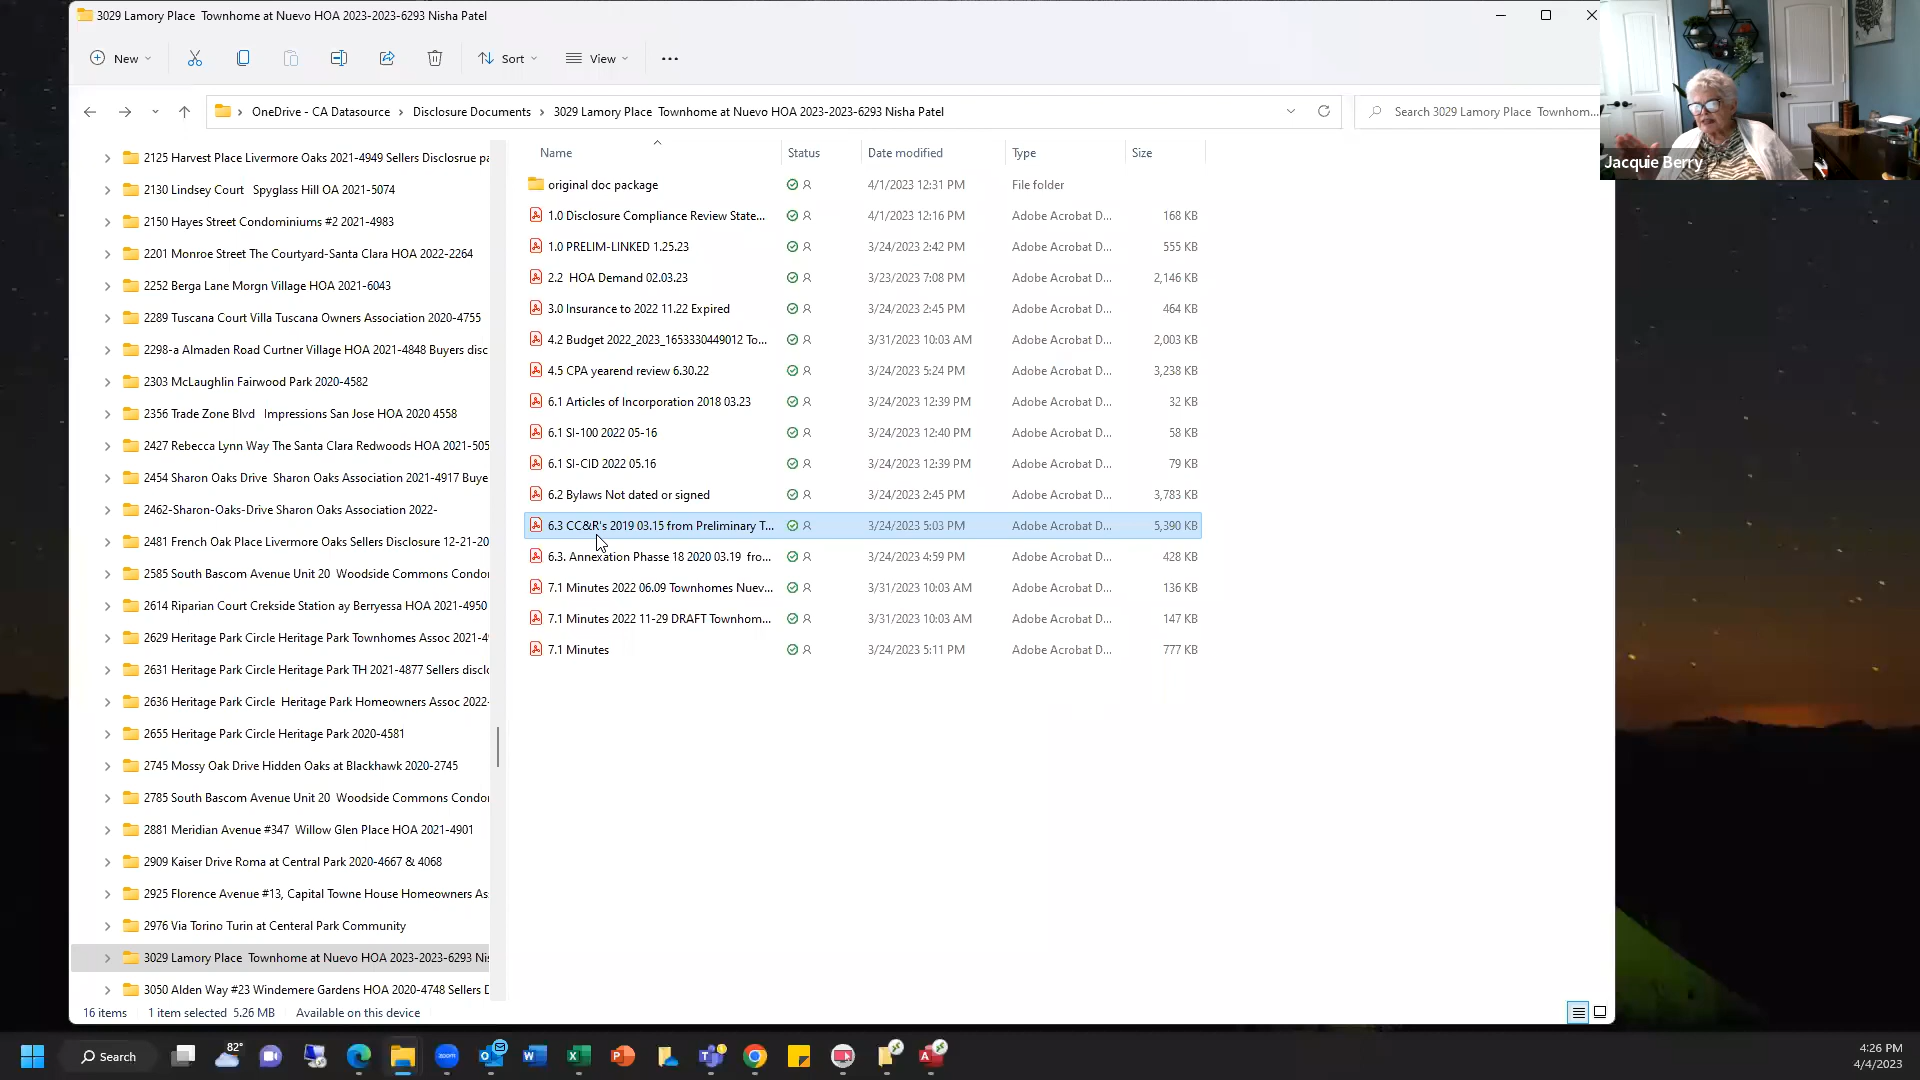 3029 Lamory Place  Townhome at Nuevo HOA 2023-2023-6293 Nisha Patel
New
Sort
View
OneDrive - CA Datasource > Disclosure Documents > 3029 Lamory Place  Townhome at Nuevo HOA 2023-2023-6293 Nisha Patel
Search 3029 Lamory Place  Townhom...
Jacquie Berry
2125 Harvest Place Livermore Oaks 2021-4949 Sellers Disclosrue pa
2130 Lindsey Court   Spyglass Hill OA 2021-5074
2150 Hayes Street Condominiums #2 2021-4983
2201 Monroe Street The Courtyard-Santa Clara HOA 2022-2264
2252 Berga Lane Morgn Village HOA 2021-6043
2289 Tuscana Court Villa Tuscana Owners Association 2020-4755
2298-a Almaden Road Curtner Village HOA 2021-4848 Buyers disc
2303 McLaughlin Fairwood Park 2020-4582
2356 Trade Zone Blvd   Impressions San Jose HOA 2020 4558
2427 Rebecca Lynn Way The Santa Clara Redwoods HOA 2021-505
2454 Sharon Oaks Drive  Sharon Oaks Association 2021-4917 Buye
2462-Sharon-Oaks-Drive Sharon Oaks Association 2022-
2481 French Oak Place Livermore Oaks Sellers Disclosure 12-21-20
2585 South Bascom Avenue Unit 20  Woodside Commons Condor
2614 Riparian Court Crekside Station ay Berryessa HOA 2021-4950
2629 Heritage Park Circle Heritage Park Townhomes Assoc 2021-4
2631 Heritage Park Circle Heritage Park TH 2021-4877 Sellers disclo
2636 Heritage Park Circle  Heritage Park Homeowners Assoc 2022-
2655 Heritage Park Circle Heritage Park 2020-4581
2745 Mossy Oak Drive Hidden Oaks at Blackhawk 2020-2745
2785 South Bascom Avenue Unit 20  Woodside Commons Condor
2881 Meridian Avenue #347  Willow Glen Place HOA 2021-4901
2909 Kaiser Drive Roma at Central Park 2020-4667 & 4068
2925 Florence Avenue #13, Capital Towne House Homeowners As
2976 Via Torino Turin at Centeral Park Community
3029 Lamory Place  Townhome at Nuevo HOA 2023-2023-6293 Nis
3050 Alden Way #23 Windemere Gardens HOA 2020-4748 Sellers D
Name Status Date modified Type Size
original doc package 4/1/2023 12:31 PM File folder
1.0 Disclosure Compliance Review State... 4/1/2023 12:16 PM Adobe Acrobat D... 168 KB
1.0 PRELIM-LINKED 1.25.23 3/24/2023 2:42 PM Adobe Acrobat D... 555 KB
2.2  HOA Demand 02.03.23 3/23/2023 7:08 PM Adobe Acrobat D... 2,146 KB
3.0 Insurance to 2022 11.22 Expired 3/24/2023 2:45 PM Adobe Acrobat D... 464 KB
4.2 Budget 2022_2023_1653330449012 To... 3/31/2023 10:03 AM Adobe Acrobat D... 2,003 KB
4.5 CPA yearend review 6.30.22 3/24/2023 5:24 PM Adobe Acrobat D... 3,238 KB
6.1 Articles of Incorporation 2018 03.23 3/24/2023 12:39 PM Adobe Acrobat D... 32 KB
6.1 SI-100 2022 05-16 3/24/2023 12:40 PM Adobe Acrobat D... 58 KB
6.1 SI-CID 2022 05.16 3/24/2023 12:39 PM Adobe Acrobat D... 79 KB
6.2 Bylaws Not dated or signed 3/24/2023 2:45 PM Adobe Acrobat D... 3,783 KB
6.3 CC&R's 2019 03.15 from Preliminary T... 3/24/2023 5:03 PM Adobe Acrobat D... 5,390 KB
6.3. Annexation Phasse 18 2020 03.19  fro... 3/24/2023 4:59 PM Adobe Acrobat D... 428 KB
7.1 Minutes 2022 06.09 Townhomes Nuev... 3/31/2023 10:03 AM Adobe Acrobat D... 136 KB
7.1 Minutes 2022 11-29 DRAFT Townhom... 3/31/2023 10:03 AM Adobe Acrobat D... 147 KB
7.1 Minutes 3/24/2023 5:11 PM Adobe Acrobat D... 777 KB
16 items 1 item selected  5.26 MB Available on this device
Search
82°
zoom
4:26 PM
4/4/2023